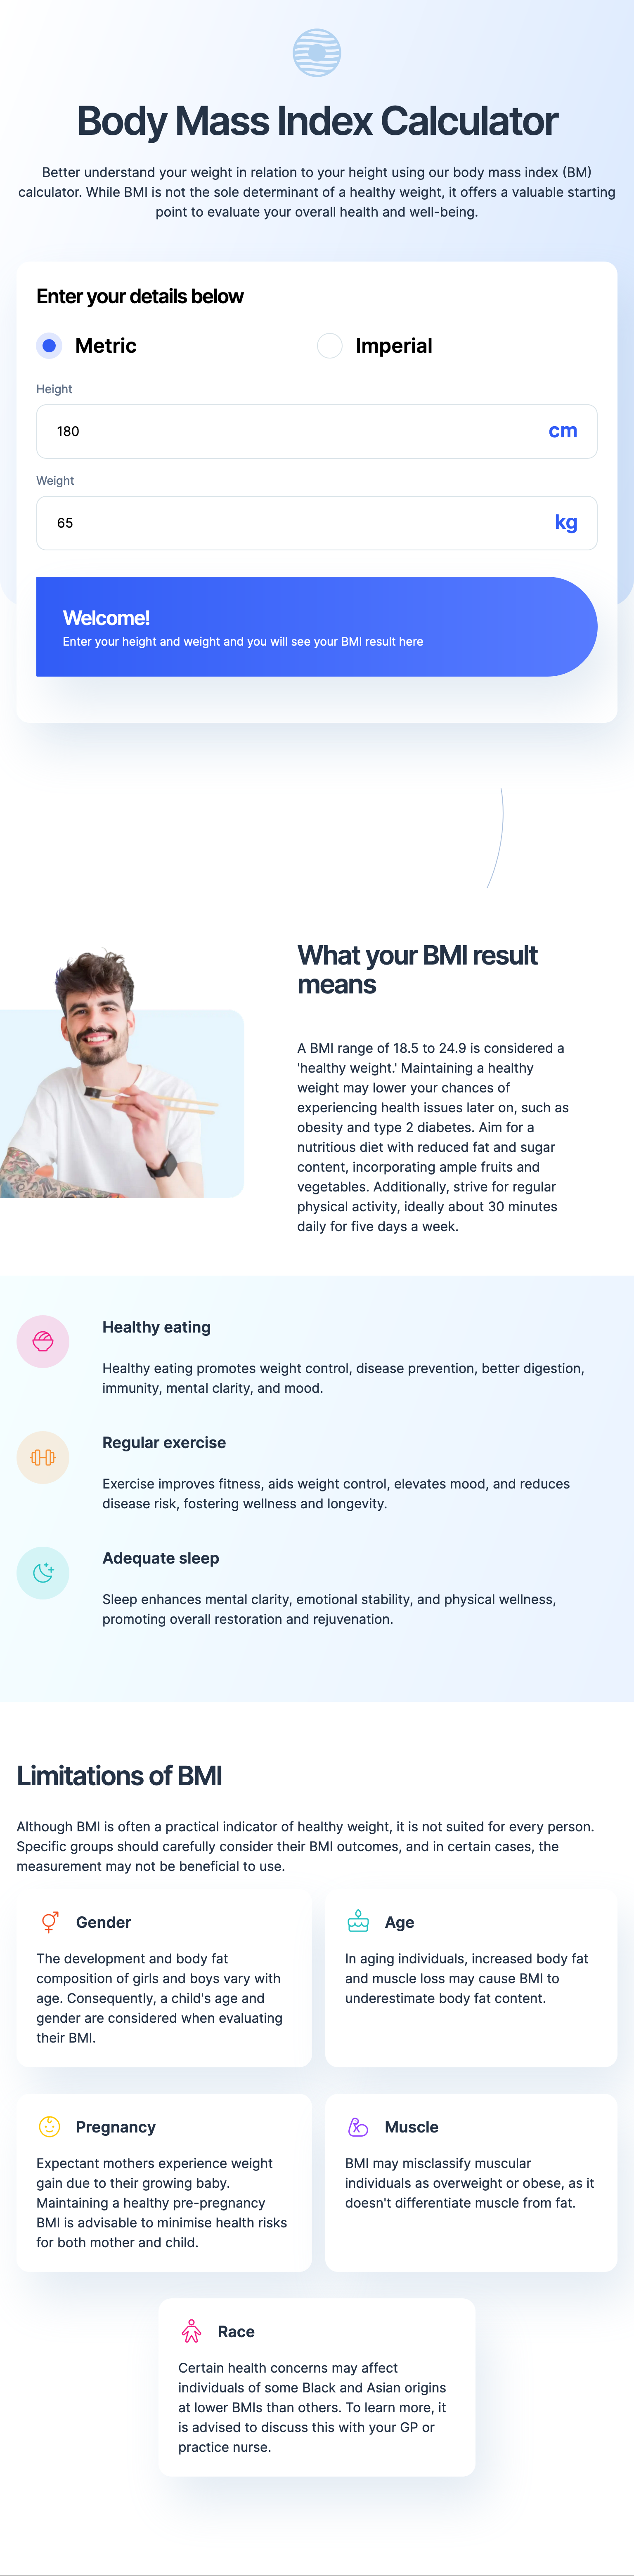 Body Mass Index Calculator
Better understand your weight in relation to your height using our body mass index (BM)
calculator. While BMI is not the sole determinant of a healthy weight, it offers a valuable starting
point to evaluate your overall health and well-being.
Enter your details below
Metric
Imperial
Height
180
cm
Weight
65
kg
Welcome!
Enter your height and weight and you will see your BMI result here
What your BMI result
means
A BMI range of 18.5 to 24.9 is considered a
'healthy weight.' Maintaining a healthy
weight may lower your chances of
experiencing health issues later on, such as
obesity and type 2 diabetes. Aim for a
nutritious diet with reduced fat and sugar
content, incorporating ample fruits and
vegetables. Additionally, strive for regular
physical activity, ideally about 30 minutes
daily for five days a week.
Healthy eating
Healthy eating promotes weight control, disease prevention, better digestion,
immunity, mental clarity, and mood.
Regular exercise
Exercise improves fitness, aids weight control, elevates mood, and reduces
disease risk, fostering wellness and longevity.
Adequate sleep
Sleep enhances mental clarity, emotional stability, and physical wellness,
promoting overall restoration and rejuvenation.
Limitations of BMI
Although BMI is often a practical indicator of healthy weight, it is not suited for every person.
Specific groups should carefully consider their BMI outcomes, and in certain cases, the
measurement may not be beneficial to use.
Gender
The development and body fat
composition of girls and boys vary with
age. Consequently, a child's age and
gender are considered when evaluating
their BMI.
Age
In aging individuals, increased body fat
and muscle loss may cause BMI to
underestimate body fat content.
Pregnancy
Expectant mothers experience weight
gain due to their growing baby.
Maintaining a healthy pre-pregnancy
BMI is advisable to minimise health risks
for both mother and child.
Muscle
BMI may misclassify muscular
individuals as overweight or obese, as it
doesn't differentiate muscle from fat.
Race
Certain health concerns may affect
individuals of some Black and Asian origins
at lower BMIs than others. To learn more, it
is advised to discuss this with your GP or
practice nurse.